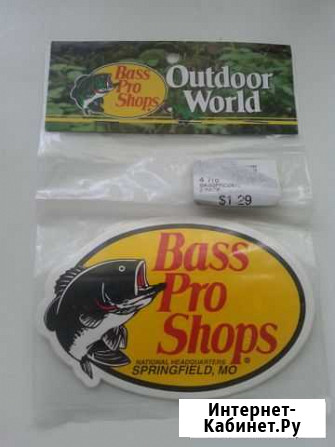 Bass
Pro
Shops
Outdoor
World
$1.29
Bass
Pro
Shops®
NATIONAL HEADQUARTERS
SPRINGFIELD, MO
Интернет-
Кабинет.Ру